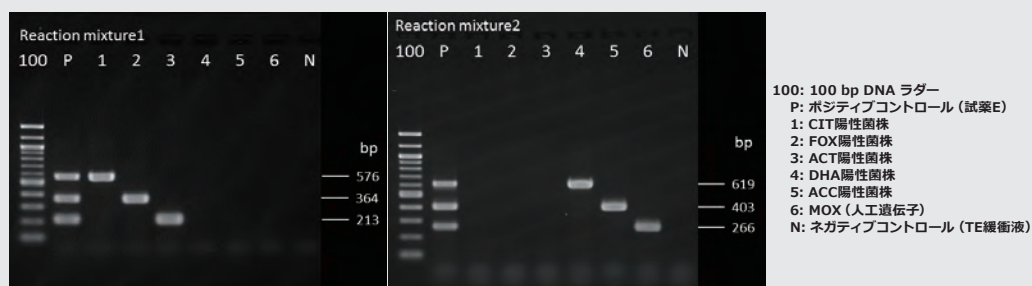 Reaction mixture1
100 P 1 2 3 4 5 6 N
bp
576
364
213
Reaction mixture2
100 P 1 2 3 4 5 6 N
bp
619
403
266
100: 100 bp DNA ラダー
P: ポジティブコントロール（試薬E）
1: CIT陽性菌株
2: FOX陽性菌株
3: ACT陽性菌株
4: DHA陽性菌株
5: ACC陽性菌株
6: MOX（人工遺伝子）
N: ネガティブコントロール（TE緩衝液）